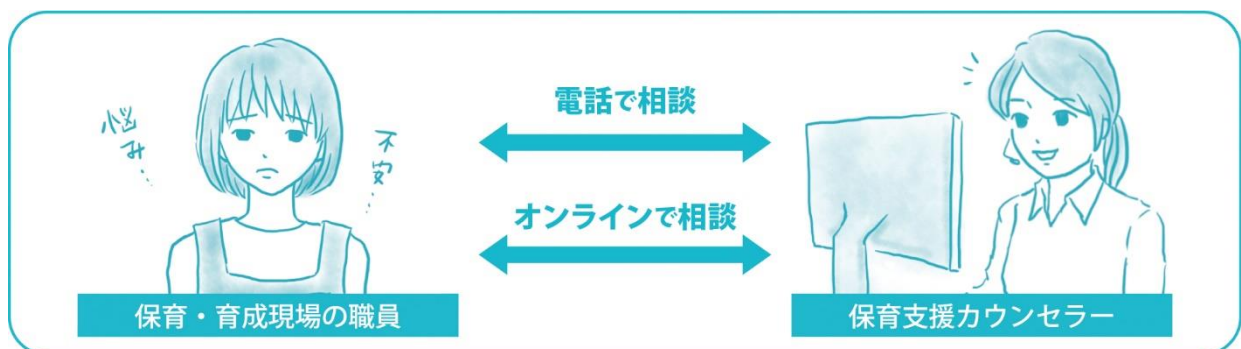 悩み…
不安…
電話で相談
オンラインで相談
保育・育成現場の職員
保育支援カウンセラー